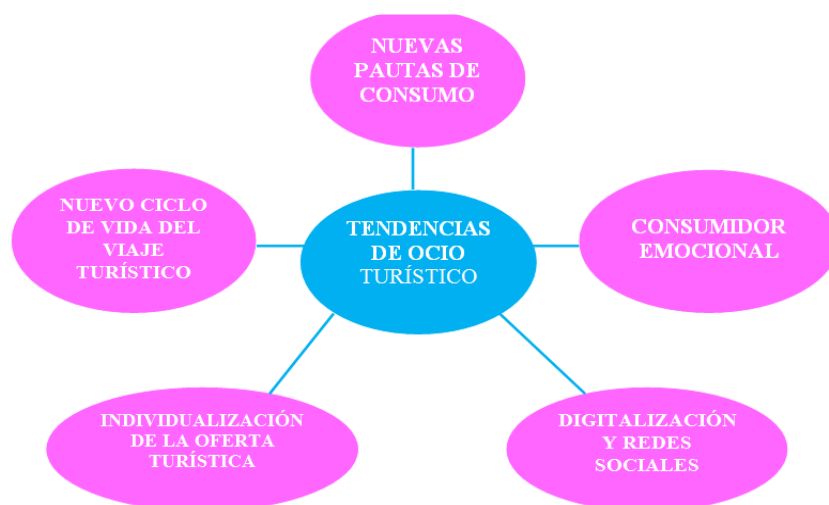 NUEVAS
PAUTAS DE
CONSUMO
NUEVO CICLO
DE VIDA DEL
VIAJE
TURÍSTICO
TENDENCIAS
DE OCIO
TURÍSTICO
CONSUMIDOR
EMOCIONAL
INDIVIDUALIZACIÓN
DE LA OFERTA
TURÍSTICA
DIGITALIZACIÓN
Y REDES
SOCIALES